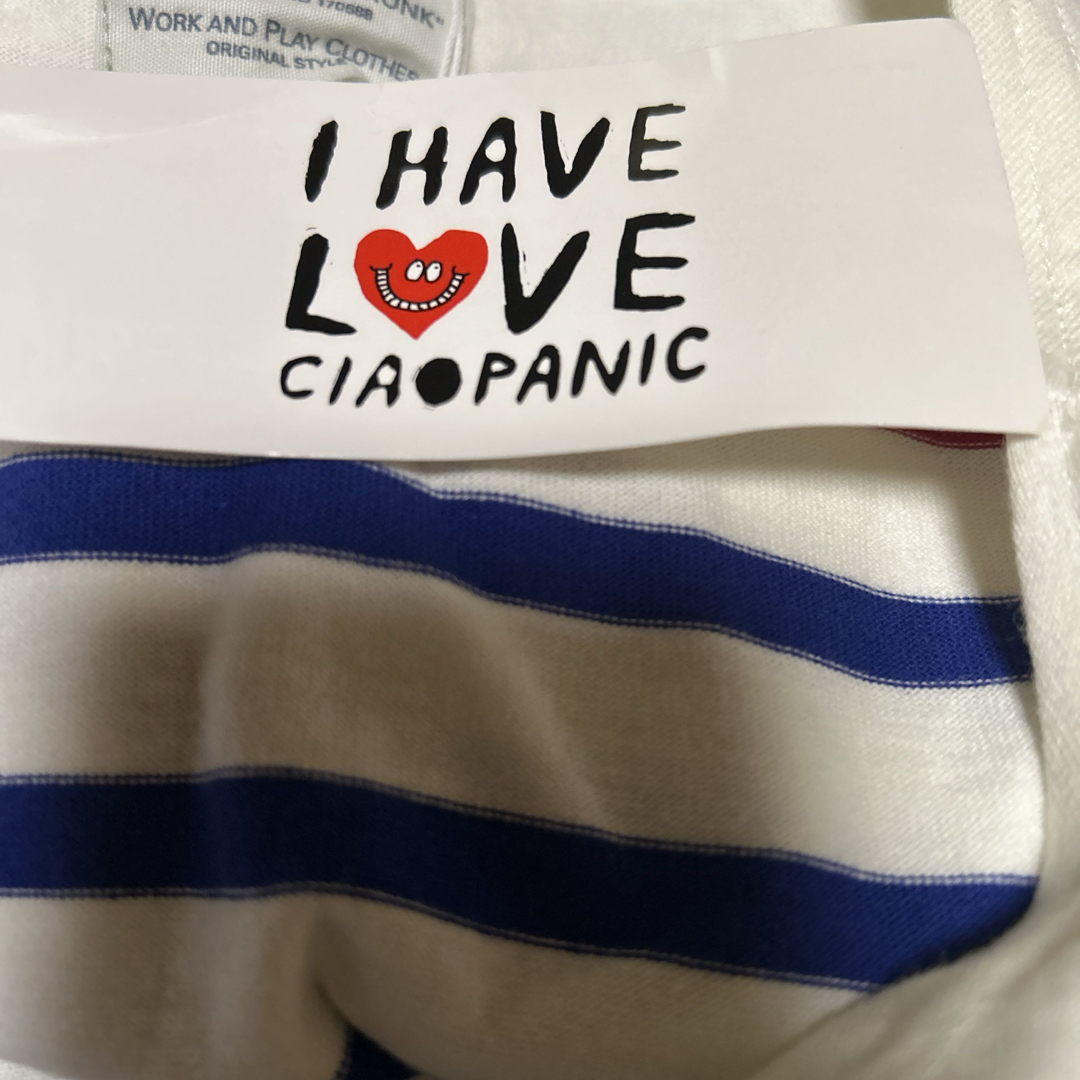 WORK AND PLAY CLOTHES
ORIGINAL STYLE
I HAVE
LOVE
CIAOPANIC